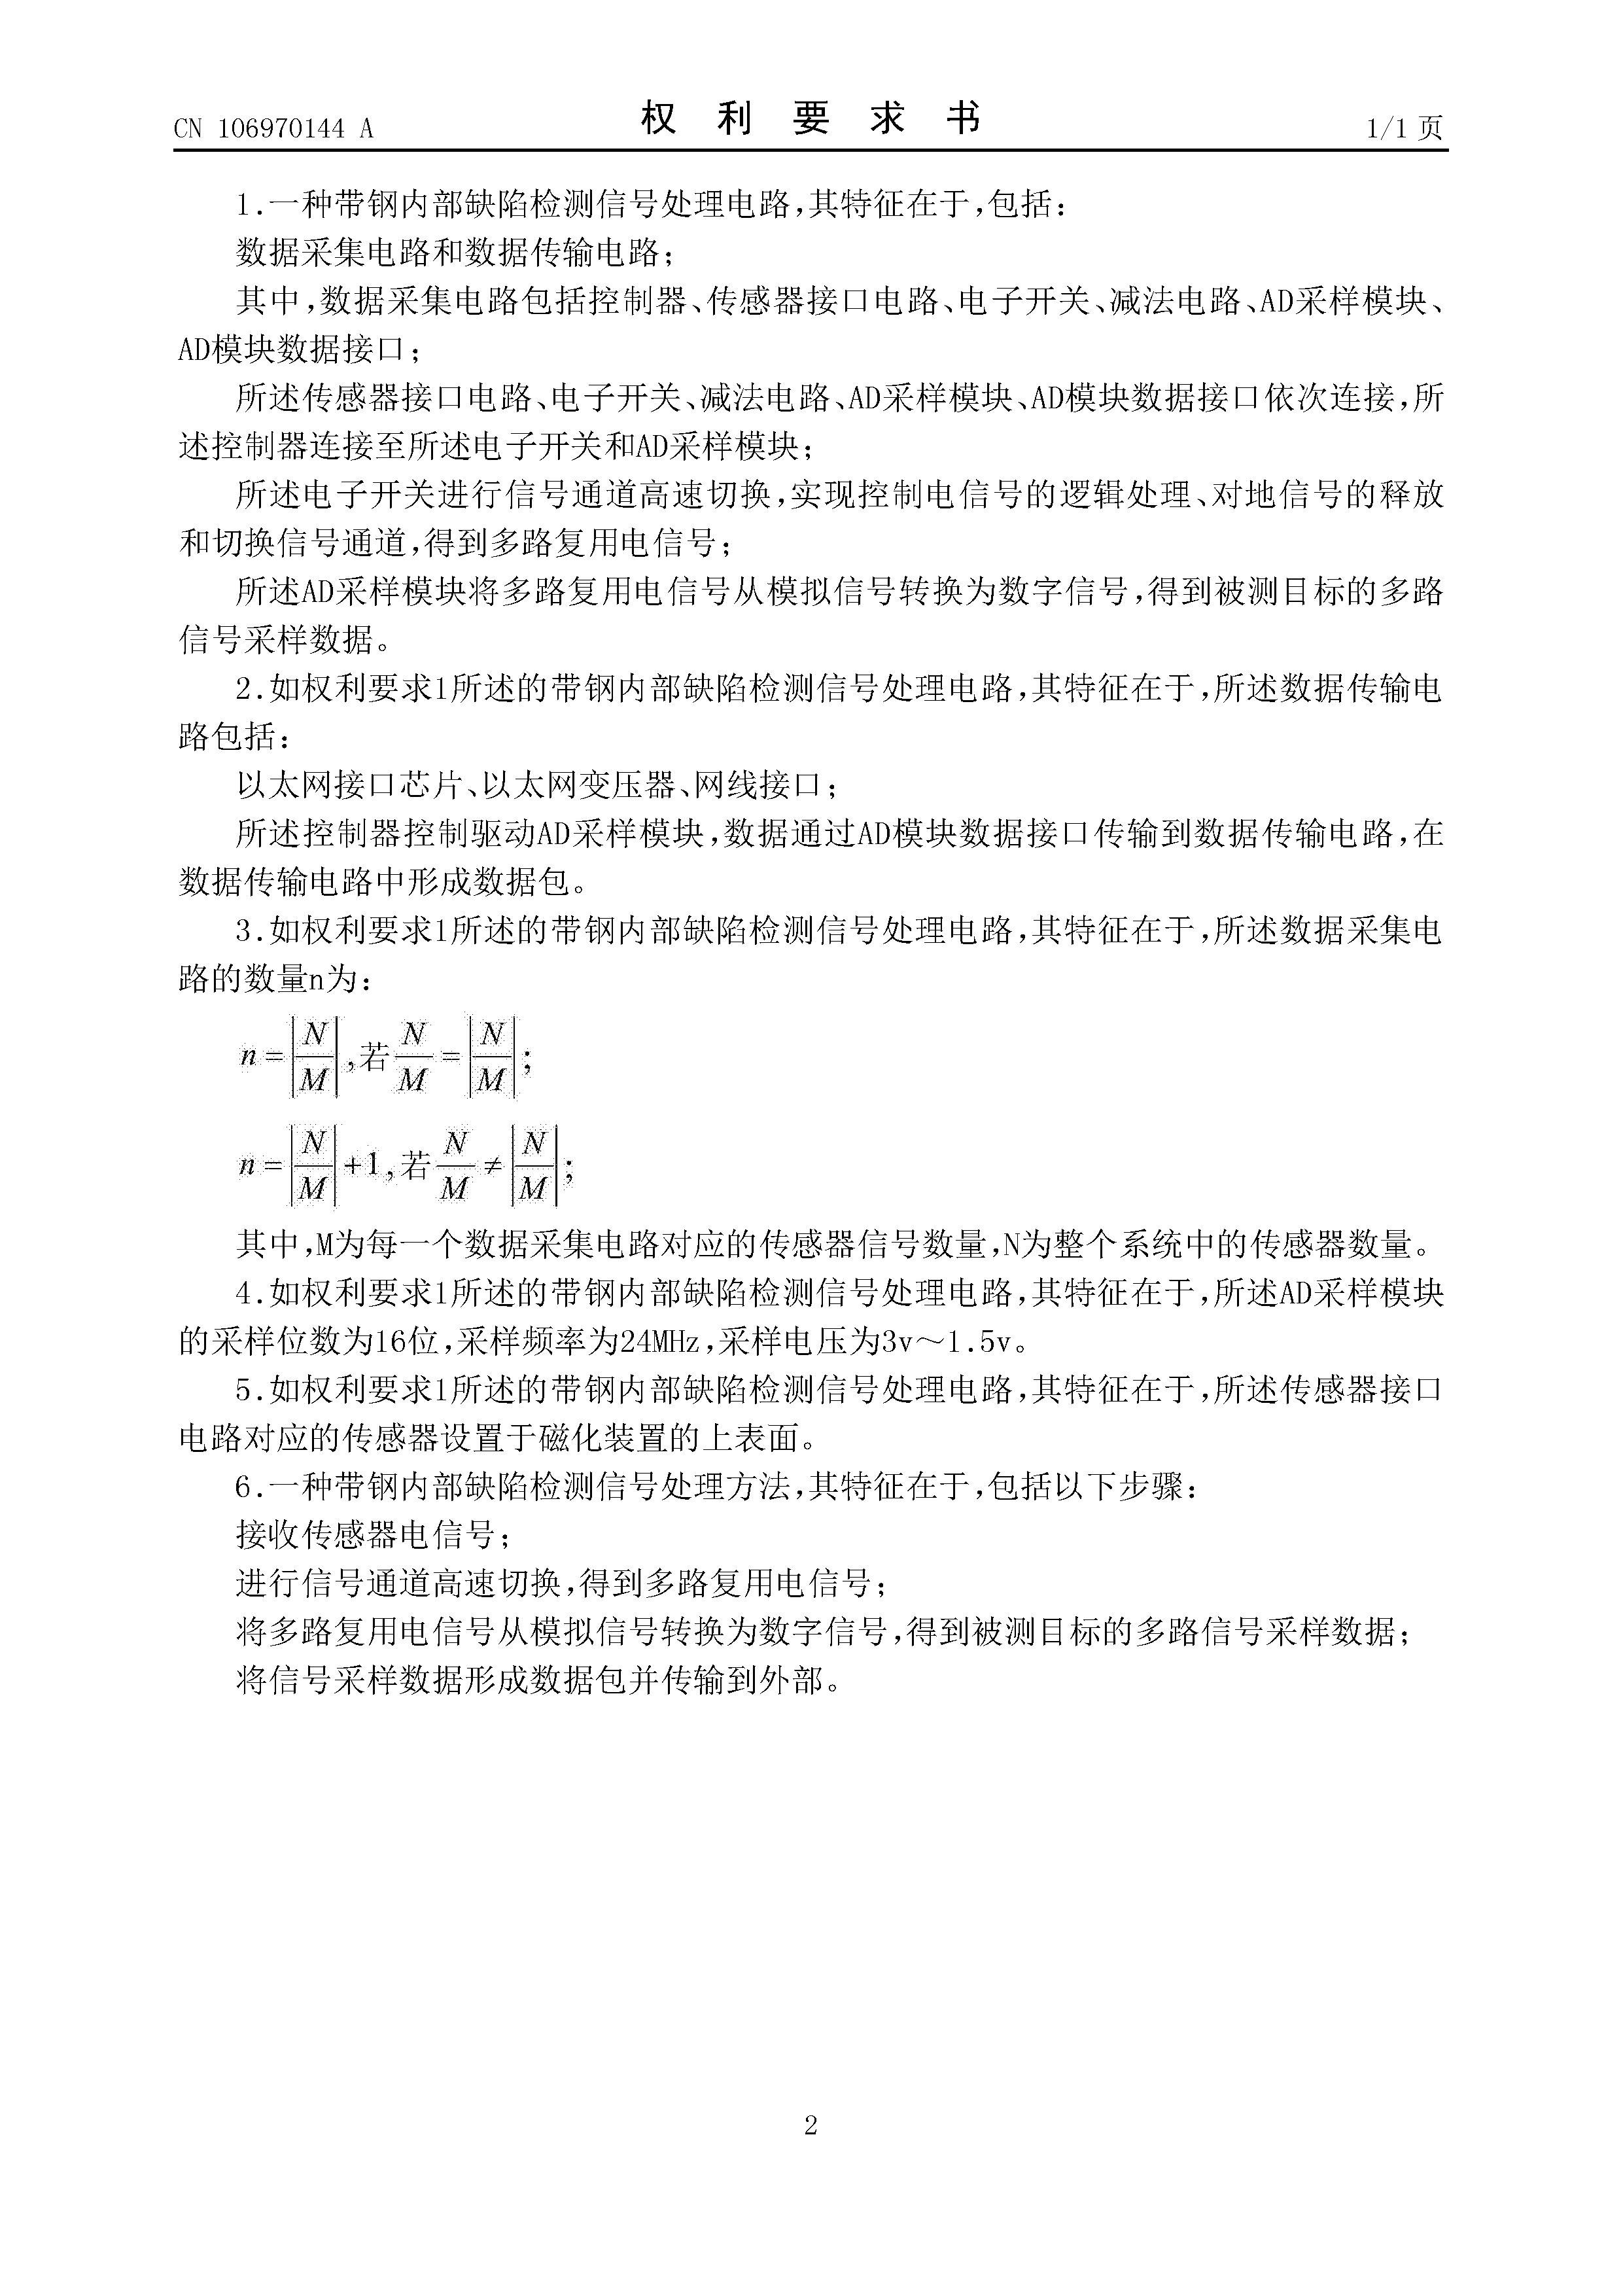 CN 106970144 A
权 利 要 求 书
1/1 页
1.一种带钢内部缺陷检测信号处理电路,其特征在于,包括:
数据采集电路和数据传输电路;
其中,数据采集电路包括控制器、传感器接口电路、电子开关、减法电路、AD采样模块、
AD模块数据接口;
所述传感器接口电路、电子开关、减法电路、AD采样模块、AD模块数据接口依次连接,所
述控制器连接至所述电子开关和AD采样模块;
所述电子开关进行信号通道高速切换,实现控制电信号的逻辑处理、对地信号的释放
和切换信号通道,得到多路复用电信号;
所述AD采样模块将多路复用电信号从模拟信号转换为数字信号,得到被测目标的多路
信号采样数据。
2.如权利要求1所述的带钢内部缺陷检测信号处理电路,其特征在于,所述数据传输电
路包括:
以太网接口芯片、以太网变压器、网线接口;
所述控制器控制驱动AD采样模块,数据通过AD模块数据接口传输到数据传输电路,在
数据传输电路中形成数据包。
3.如权利要求1所述的带钢内部缺陷检测信号处理电路,其特征在于,所述数据采集电
路的数量n为:
n=|N/M|,若N/M=|N/M|;
n=|N/M|+1,若N/M≠|N/M|;
其中,M为每一个数据采集电路对应的传感器信号数量,N为整个系统中的传感器数量。
4.如权利要求1所述的带钢内部缺陷检测信号处理电路,其特征在于,所述AD采样模块
的采样位数为16位,采样频率为24MHz,采样电压为3v～1.5v。
5.如权利要求1所述的带钢内部缺陷检测信号处理电路,其特征在于,所述传感器接口
电路对应的传感器设置于磁化装置的上表面。
6.一种带钢内部缺陷检测信号处理方法,其特征在于,包括以下步骤:
接收传感器电信号;
进行信号通道高速切换,得到多路复用电信号;
将多路复用电信号从模拟信号转换为数字信号,得到被测目标的多路信号采样数据;
将信号采样数据形成数据包并传输到外部。
2